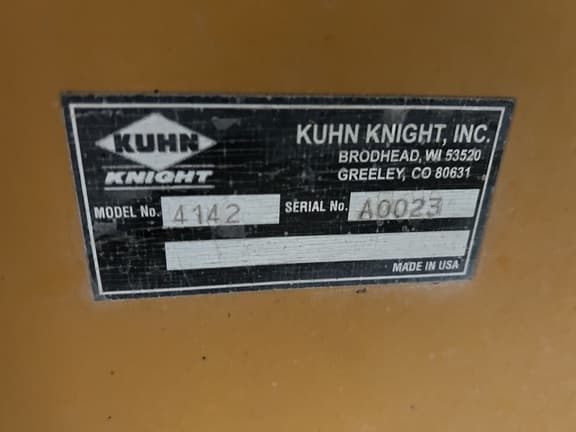 KUHN
KNIGHT
KUHN KNIGHT, INC.
BRODHEAD, WI 53520
GREELEY, CO 80631
MODEL No. 4142 SERIAL No. A0023
MADE IN USA